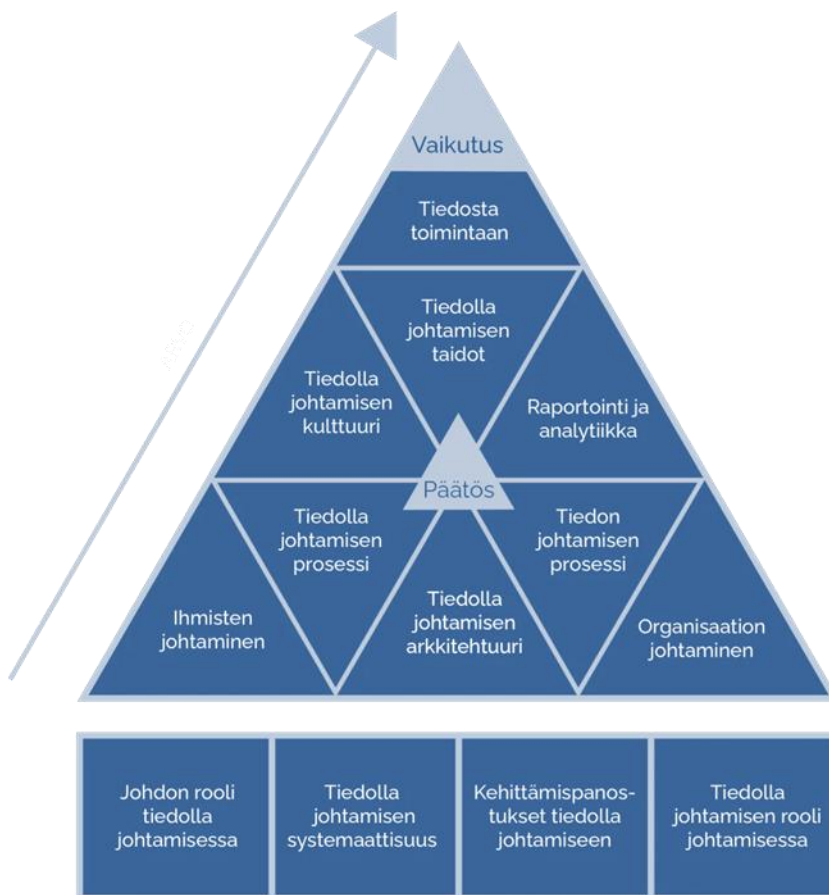 Vaikutus
Tiedosta
toimintaan
Tiedolla
johtamisen
taidot
Tiedolla
johtamisen
kulttuuri
Raportointi ja
analytiikka
Päätös
Tiedolla
johtamisen
prosessi
Tiedon
johtamisen
prosessi
Ihmisten
johtaminen
Tiedolla
johtamisen
arkkitehtuuri
Organisaation
johtaminen
Johdon rooli
tiedolla
johtamisessa
Tiedolla
johtamisen
systemaattisuus
Kehittämispanos-
tukset tiedolla
johtamiseen
Tiedolla
johtamisen rooli
johtamisessa